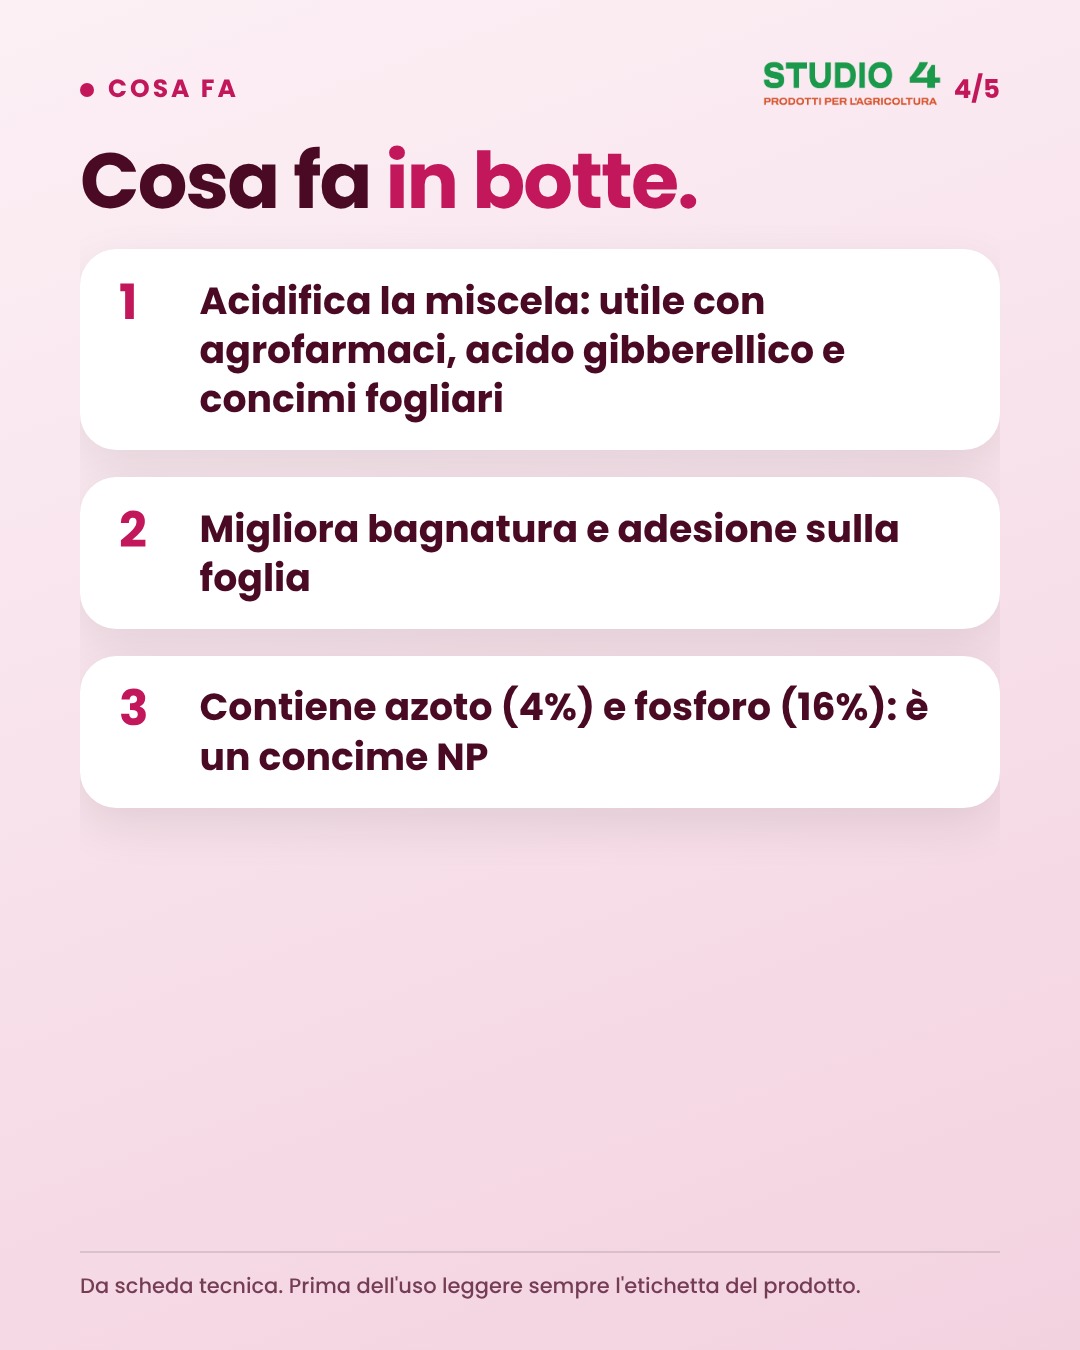 COSA FA
STUDIO 4
PRODOTTI PER L'AGRICOLTURA
4/5
Cosa fa in botte.
1
Acidifica la miscela: utile con
agrofarmaci, acido gibberellico e
concimi fogliari
2
Migliora bagnatura e adesione sulla
foglia
3
Contiene azoto (4%) e fosforo (16%): è
un concime NP
Da scheda tecnica. Prima dell'uso leggere sempre l'etichetta del prodotto.